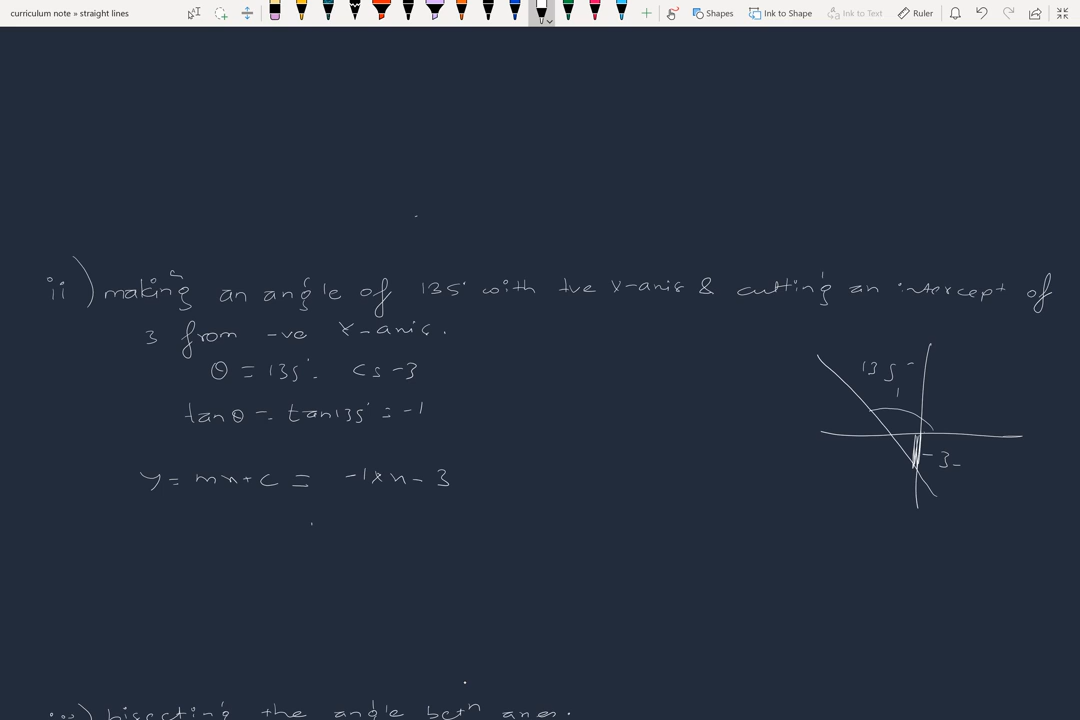 curriculum note » straight lines
Shapes Ink to Shape Ink to Text Ruler
ii) making an angle of 135° with +ve X-axis & cutting an intercept of
3 from -ve Y-axis.
θ = 135°. c = -3
tanθ = tan135° = -1
y = mx + c = -1 × x - 3
135°
-3
iii) bisecting the angle betn axes.